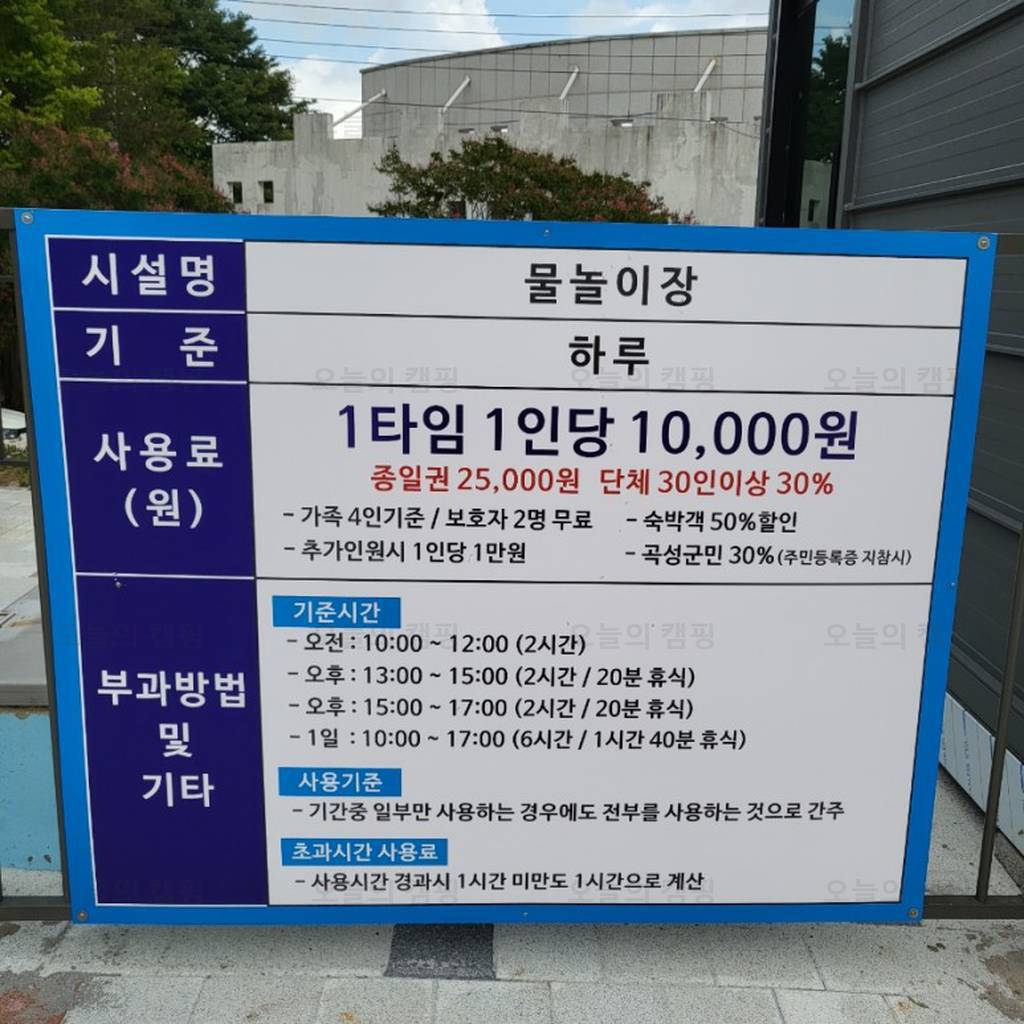 시설명 물놀이장
기 준 하루
사용료
(원)
1타임 1인당 10,000원
종일권 25,000원 단체 30인이상 30%
- 가족 4인기준 / 보호자 2명 무료 - 숙박객 50%할인
- 추가인원시 1인당 1만원 - 곡성군민 30%(주민등록증 지참시)
부과방법
및
기타
기준시간
- 오전 : 10:00 ~ 12:00 (2시간)
- 오후 : 13:00 ~ 15:00 (2시간 / 20분 휴식)
- 오후 : 15:00 ~ 17:00 (2시간 / 20분 휴식)
- 1일 : 10:00 ~ 17:00 (6시간 / 1시간 40분 휴식)
사용기준
- 기간중 일부만 사용하는 경우에도 전부를 사용하는 것으로 간주
초과시간 사용료
- 사용시간 경과시 1시간 미만도 1시간으로 계산
오늘의 캠핑